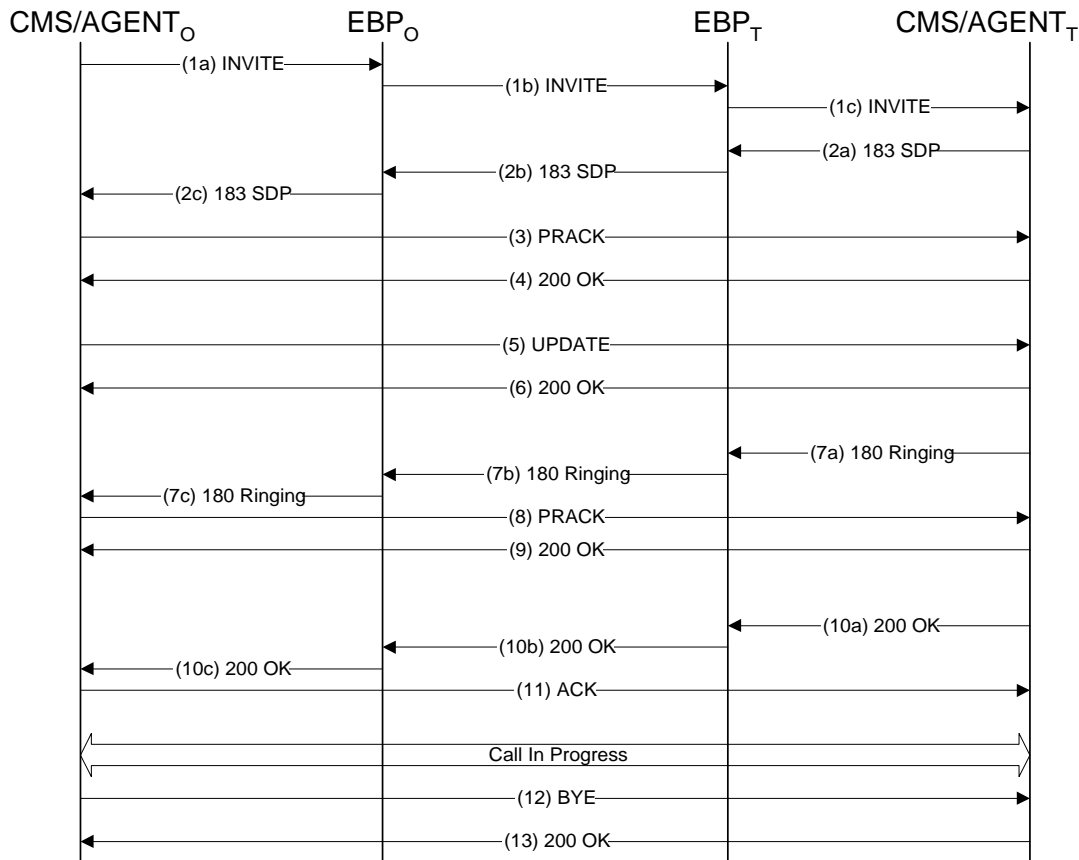 CMS/AGENTO EBPO EBPT CMS/AGENTT
(1a) INVITE
(1b) INVITE
(1c) INVITE
(2a) 183 SDP
(2b) 183 SDP
(2c) 183 SDP
(3) PRACK
(4) 200 OK
(5) UPDATE
(6) 200 OK
(7a) 180 Ringing
(7b) 180 Ringing
(7c) 180 Ringing
(8) PRACK
(9) 200 OK
(10a) 200 OK
(10b) 200 OK
(10c) 200 OK
(11) ACK
Call In Progress
(12) BYE
(13) 200 OK